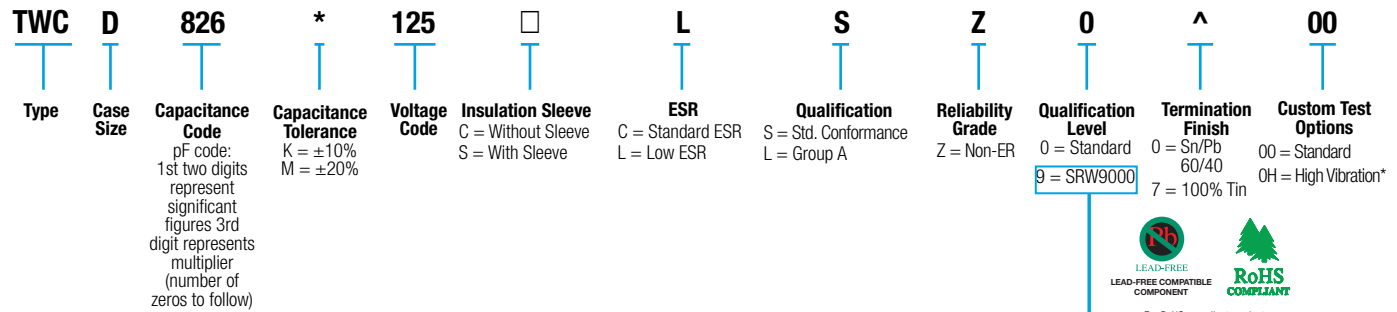 TWC D 826 * 125 □ L S Z 0 ^ 00
Type
Case
Size
Capacitance
Code
pF code:
1st two digits
represent
significant
figures 3rd
digit represents
multiplier
(number of
zeros to follow)
Capacitance
Tolerance
K = ±10%
M = ±20%
Voltage
Code
Insulation Sleeve
C = Without Sleeve
S = With Sleeve
ESR
C = Standard ESR
L = Low ESR
Qualification
S = Std. Conformance
L = Group A
Reliability
Grade
Z = Non-ER
Qualification
Level
0 = Standard
9 = SRW9000
Termination
Finish
0 = Sn/Pb
60/40
7 = 100% Tin
Custom Test
Options
00 = Standard
0H = High Vibration*
Pb
LEAD-FREE
LEAD-FREE COMPATIBLE
COMPONENT
RoHS
COMPLIANT